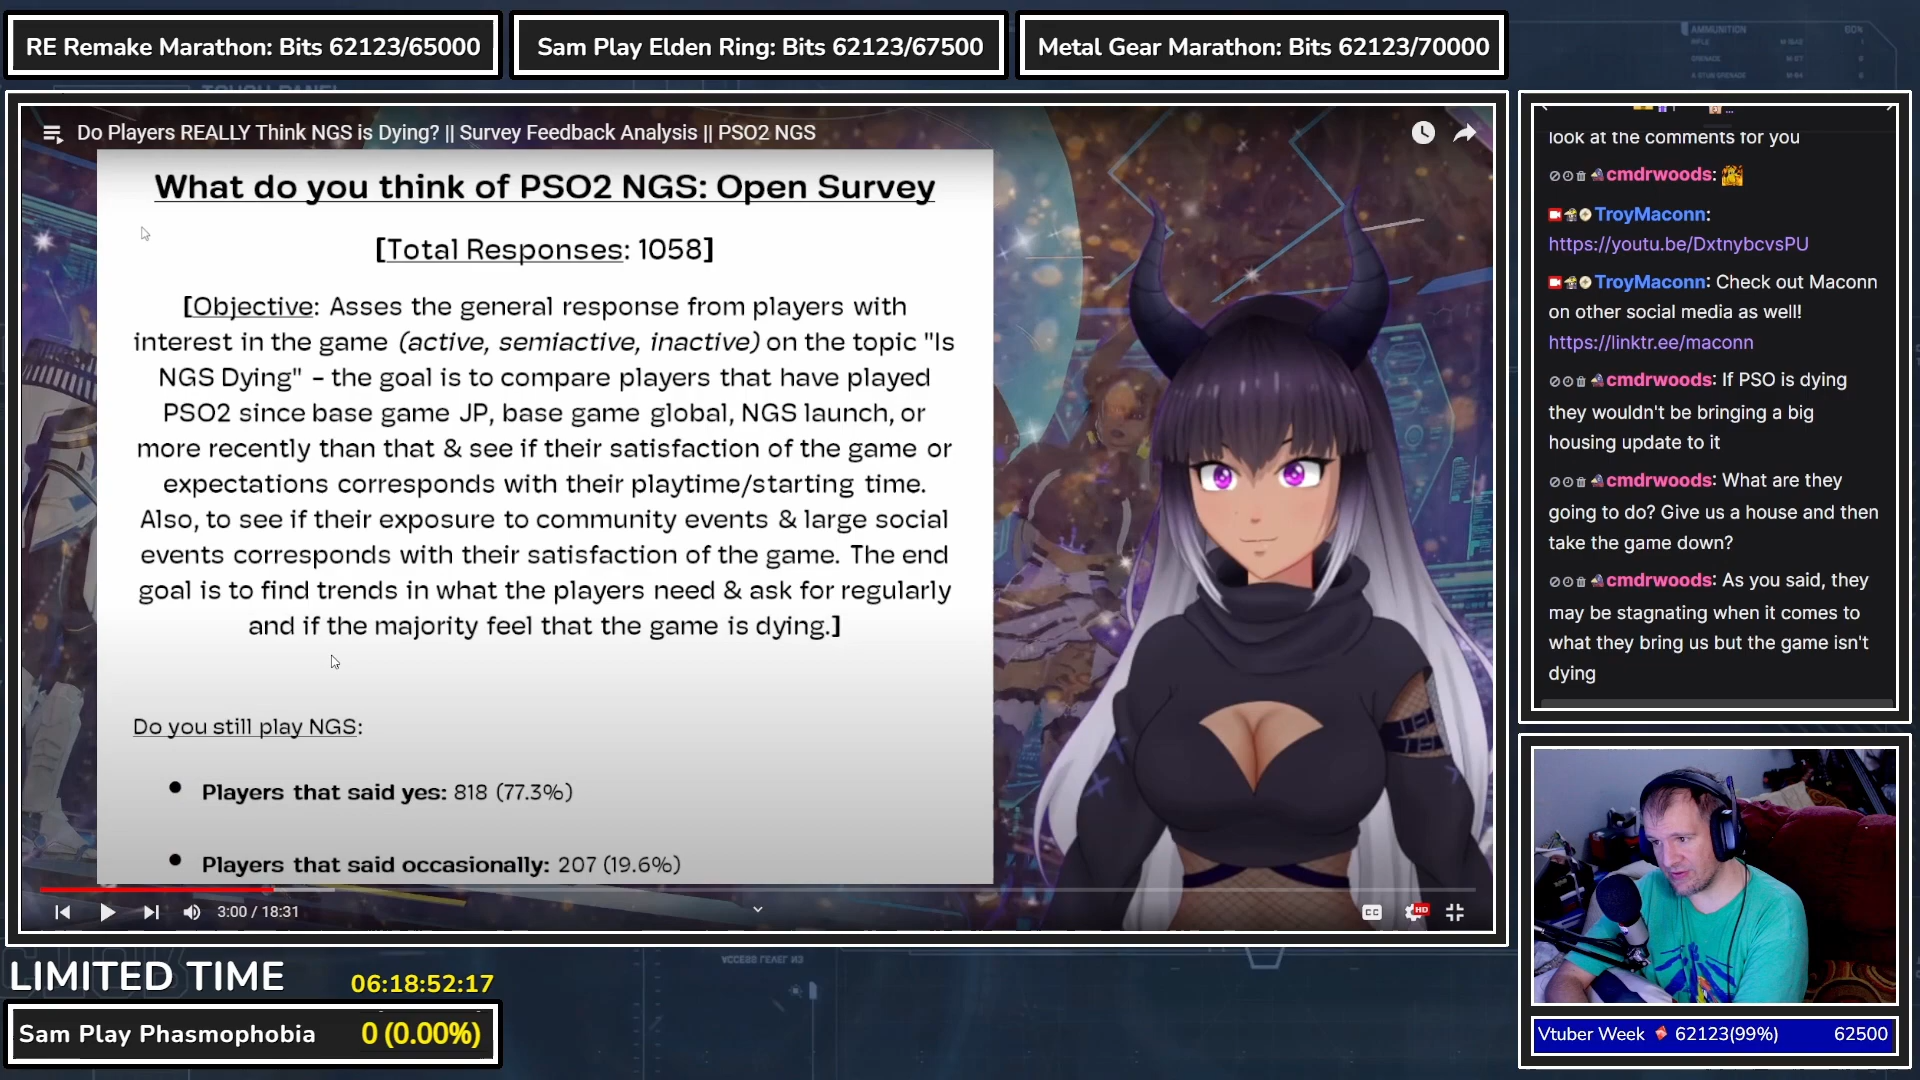 RE Remake Marathon: Bits 62123/65000
Sam Play Elden Ring: Bits 62123/67500
Metal Gear Marathon: Bits 62123/70000
Do Players REALLY Think NGS is Dying? || Survey Feedback Analysis || PSO2 NGS
What do you think of PSO2 NGS: Open Survey
[Total Responses: 1058]
[Objective: Asses the general response from players with
interest in the game (active, semiactive, inactive) on the topic "Is
NGS Dying" - the goal is to compare players that have played
PSO2 since base game JP, base game global, NGS launch, or
more recently than that & see if their satisfaction of the game or
expectations corresponds with their playtime/starting time.
Also, to see if their exposure to community events & large social
events corresponds with their satisfaction of the game. The end
goal is to find trends in what the players need & ask for regularly
and if the majority feel that the game is dying.]
Do you still play NGS:
• Players that said yes: 818 (77.3%)
• Players that said occasionally: 207 (19.6%)
3:00 / 18:31
CC
HD
look at the comments for you
cmdrwoods:
TroyMaconn:
https://youtu.be/DxtnybcvsPU
TroyMaconn: Check out Maconn
on other social media as well!
https://linktr.ee/maconn
cmdrwoods: If PSO is dying
they wouldn't be bringing a big
housing update to it
cmdrwoods: What are they
going to do? Give us a house and then
take the game down?
cmdrwoods: As you said, they
may be stagnating when it comes to
what they bring us but the game isn't
dying
LIMITED TIME
06:18:52:17
Sam Play Phasmophobia 0 (0.00%)
Vtuber Week 62123(99%) 62500
AMMUNITION